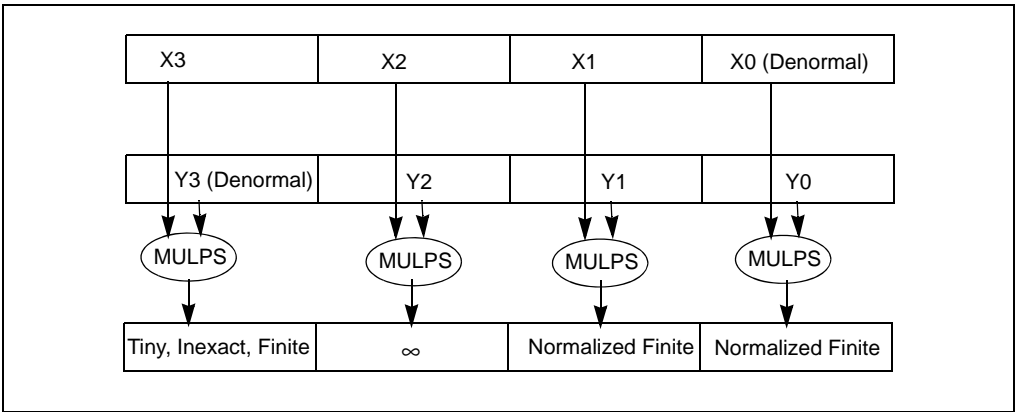 X3 X2 X1 X0 (Denormal)
Y3 (Denormal) Y2 Y1 Y0
MULPS MULPS MULPS MULPS
Tiny, Inexact, Finite ∞ Normalized Finite Normalized Finite